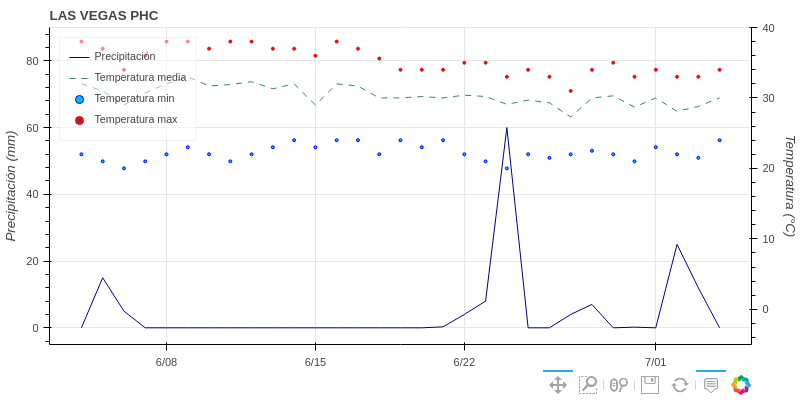 LAS VEGAS PHC
Precipitación
Temperatura media
Temperatura min
Temperatura max
Precipitación (mm)
80
60
40
20
0
Temperatura (°C)
40
30
20
10
0
6/08
6/15
6/22
7/01